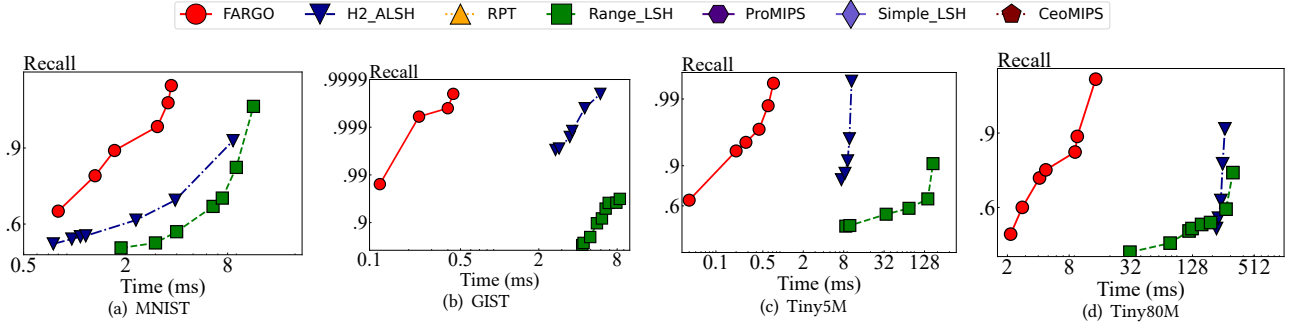 FARGO H2_ALSH RPT Range_LSH ProMIPS Simple_LSH CeoMIPS
Recall
.9
.6
0.5 2 8
Time (ms)
(a) MNIST
Recall
.9999
.999
.99
.9
0.1 0.5 2 8
Time (ms)
(b) GIST
Recall
.99
.9
.6
0.1 0.5 2 8 32 128
Time (ms)
(c) Tiny5M
Recall
.9
.6
2 8 32 128 512
Time (ms)
(d) Tiny80M